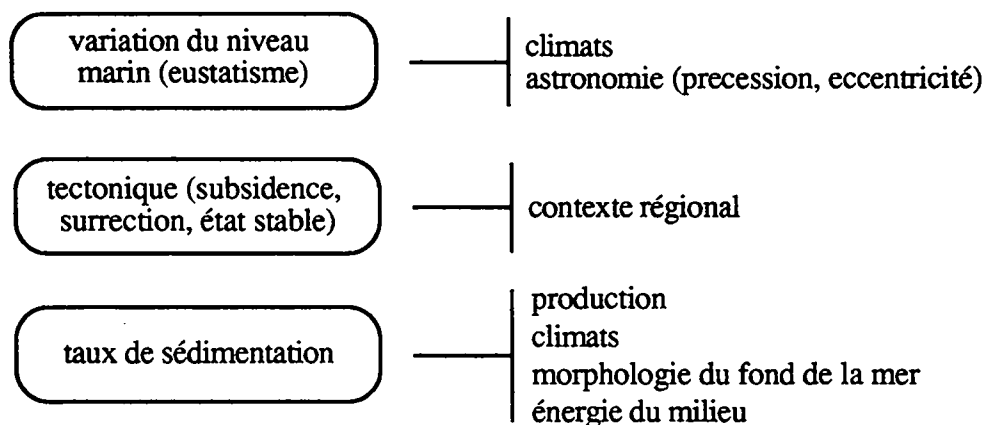 variation du niveau
marin (eustatisme)
climats
astronomie (precession, eccentricité)
tectonique (subsidence,
surrection, état stable)
contexte régional
taux de sédimentation
production
climats
morphologie du fond de la mer
énergie du milieu